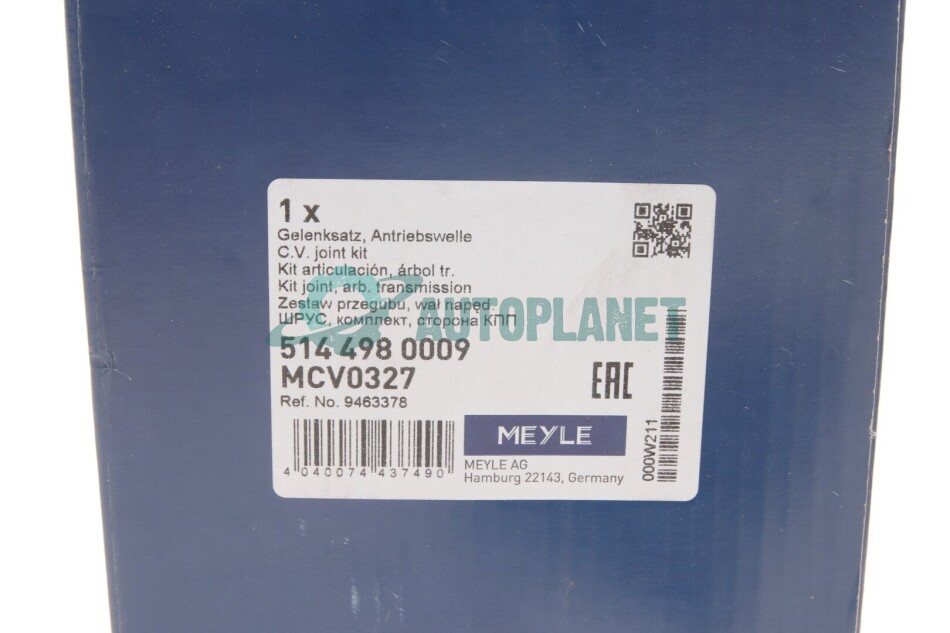 1 x
Gelenksatz, Antriebswelle
C.V. joint kit
Kit articulación, árbol tr.
Kit joint, arb. transmission
Zestaw przegubu, wał napęd
ШРУС, комплект, сторона КПП
AUTOPLANET
514 498 0009
MCV0327
EAC
Ref. No. 9463378
MEYLE
4 040074 437490
MEYLE AG
Hamburg 22143, Germany
000W211